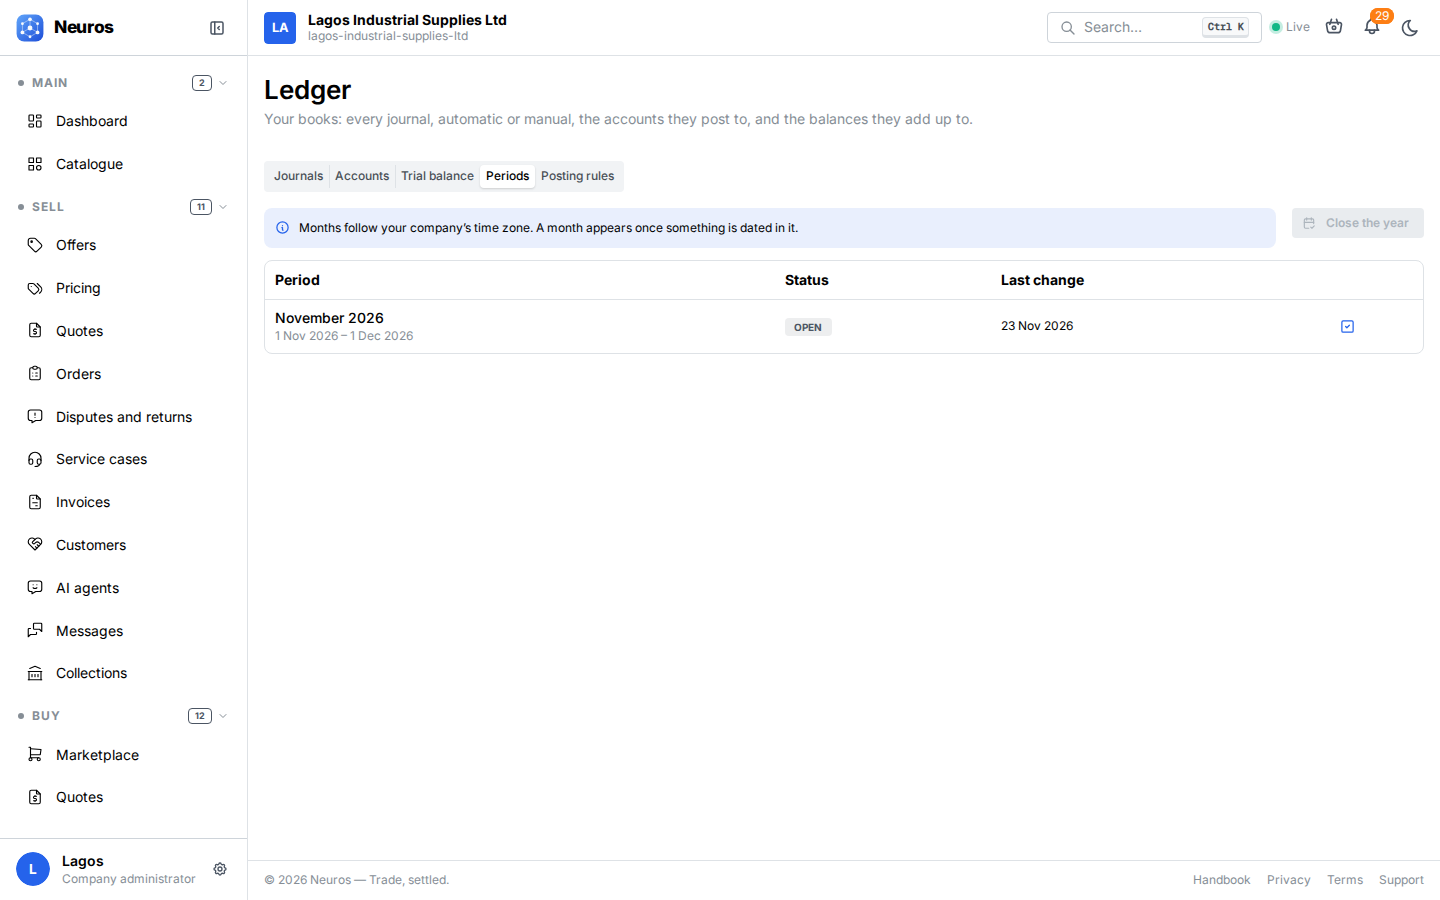 Neuros
LA
Lagos Industrial Supplies Ltd
lagos-industrial-supplies-ltd
Search...
Ctrl K
Live
29
MAIN
2
Dashboard
Catalogue
SELL
11
Offers
Pricing
Quotes
Orders
Disputes and returns
Service cases
Invoices
Customers
AI agents
Messages
Collections
BUY
12
Marketplace
Quotes
L
Lagos
Company administrator
Ledger
Your books: every journal, automatic or manual, the accounts they post to, and the balances they add up to.
Journals
Accounts
Trial balance
Periods
Posting rules
Months follow your company’s time zone. A month appears once something is dated in it.
Close the year
Period
Status
Last change
November 2026
1 Nov 2026 – 1 Dec 2026
OPEN
23 Nov 2026
© 2026 Neuros — Trade, settled.
Handbook
Privacy
Terms
Support